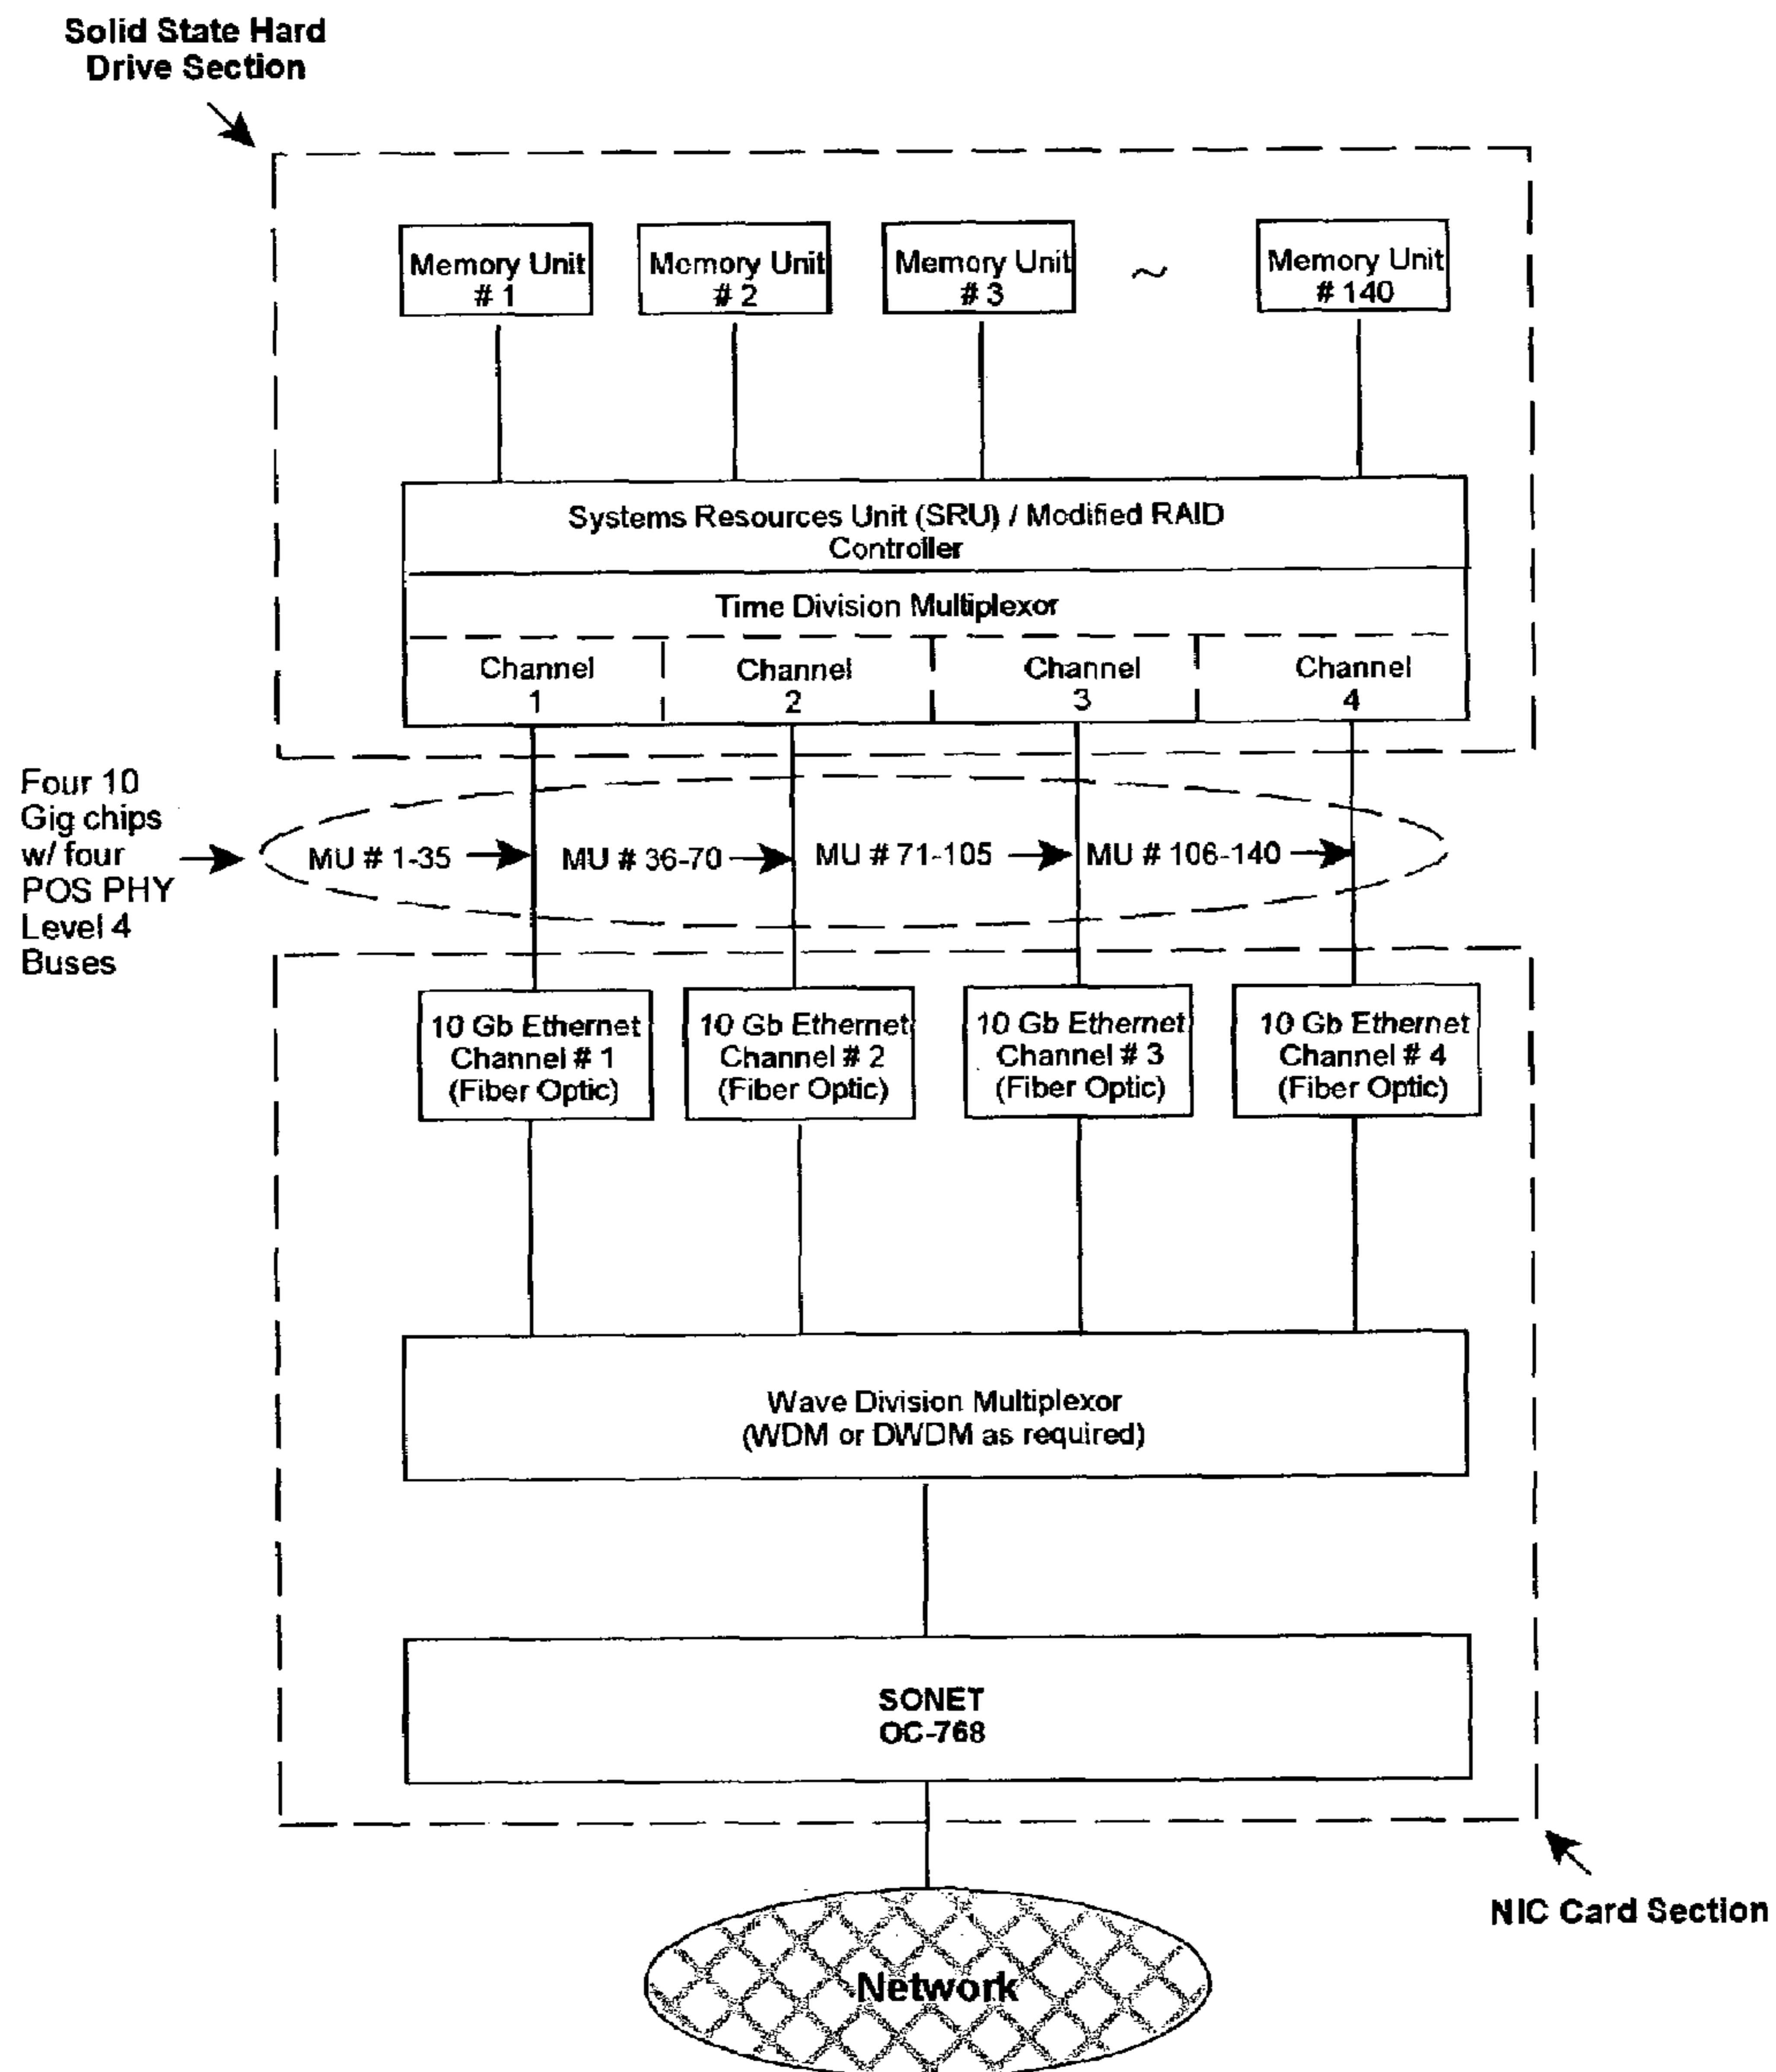 Solid State Hard
Drive Section
Memory Unit
# 1
Memory Unit
# 2
Memory Unit
# 3
~
Memory Unit
# 140
Systems Resources Unit (SRU) / Modified RAID
Controller
Time Division Multiplexor
Channel
1
Channel
2
Channel
3
Channel
4
Four 10
Gig chips
w/ four
POS PHY
Level 4
Buses
MU # 1-35
MU # 36-70
MU # 71-105
MU # 106-140
10 Gb Ethernet
Channel # 1
(Fiber Optic)
10 Gb Ethernet
Channel # 2
(Fiber Optic)
10 Gb Ethernet
Channel # 3
(Fiber Optic)
10 Gb Ethernet
Channel # 4
(Fiber Optic)
Wave Division Multiplexor
(WDM or DWDM as required)
SONET
OC-768
NIC Card Section
Network